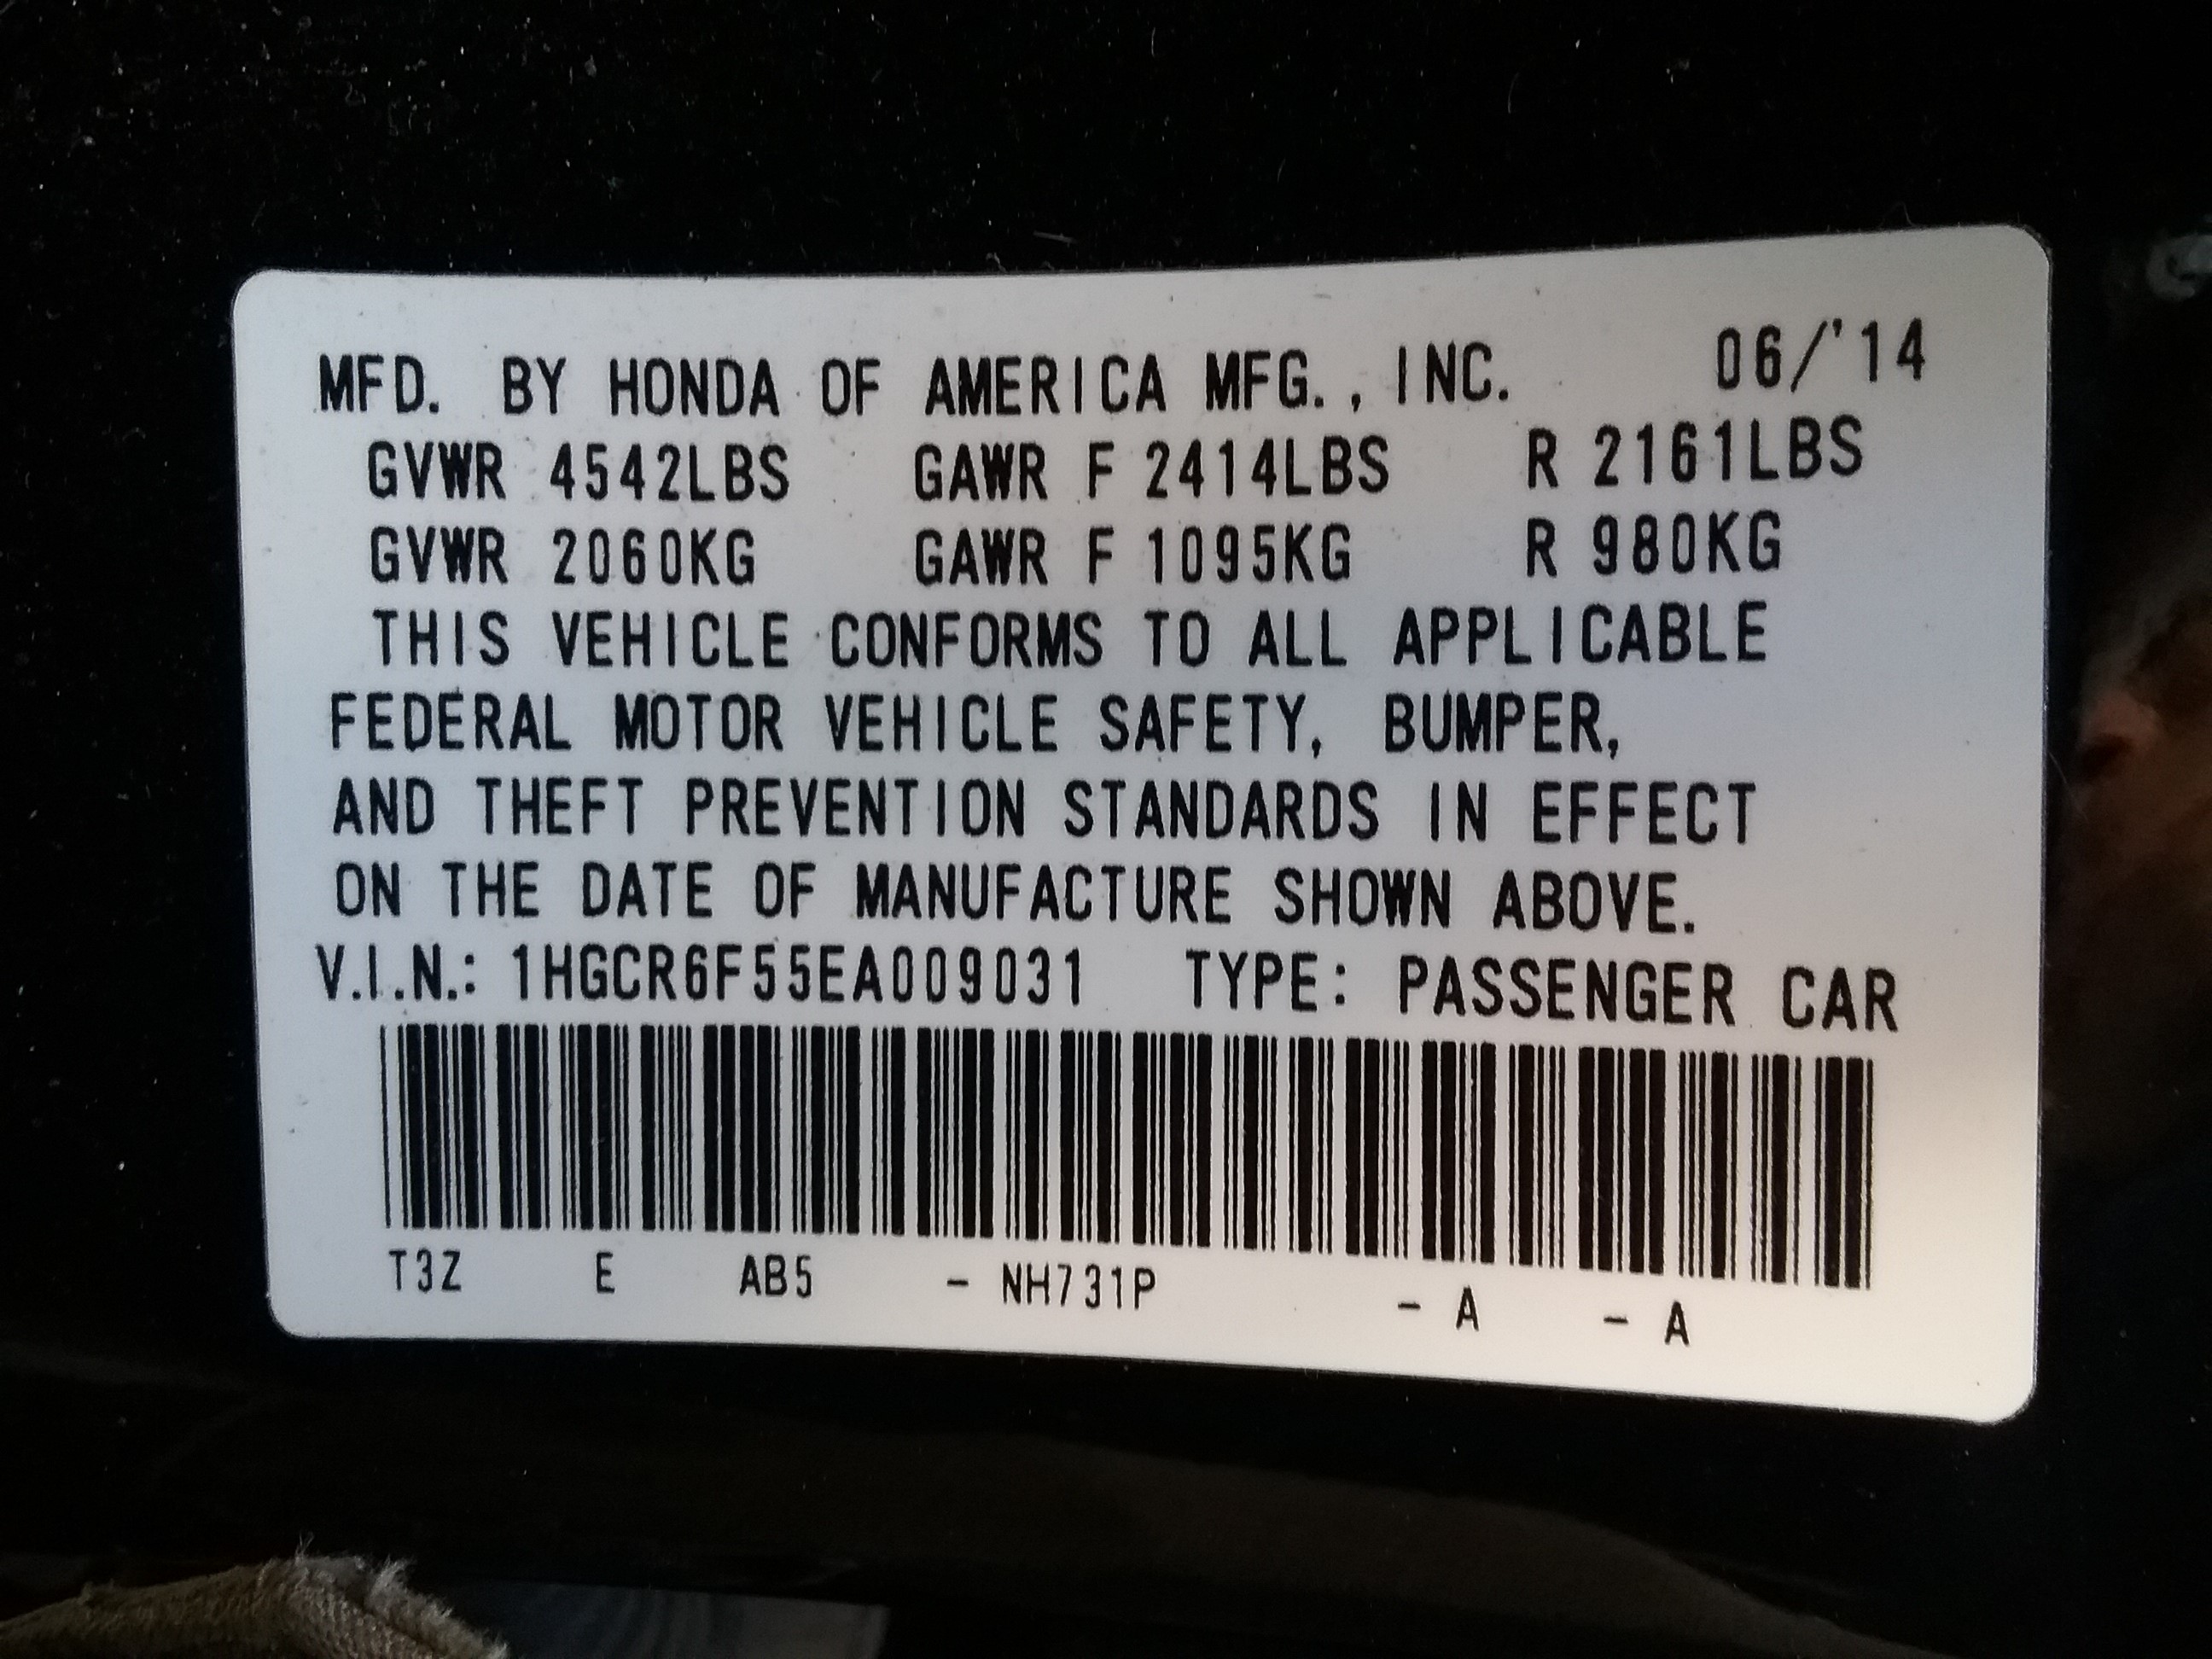 MFD. BY HONDA OF AMERICA MFG., INC. 06/'14
GVWR 4542LBS GAWR F 2414LBS R 2161LBS
GVWR 2060KG GAWR F 1095KG R 980KG
THIS VEHICLE CONFORMS TO ALL APPLICABLE
FEDERAL MOTOR VEHICLE SAFETY, BUMPER,
AND THEFT PREVENTION STANDARDS IN EFFECT
ON THE DATE OF MANUFACTURE SHOWN ABOVE.
V.I.N.: 1HGCR6F55EA009031 TYPE: PASSENGER CAR
T3Z E AB5 - NH731P - A - A